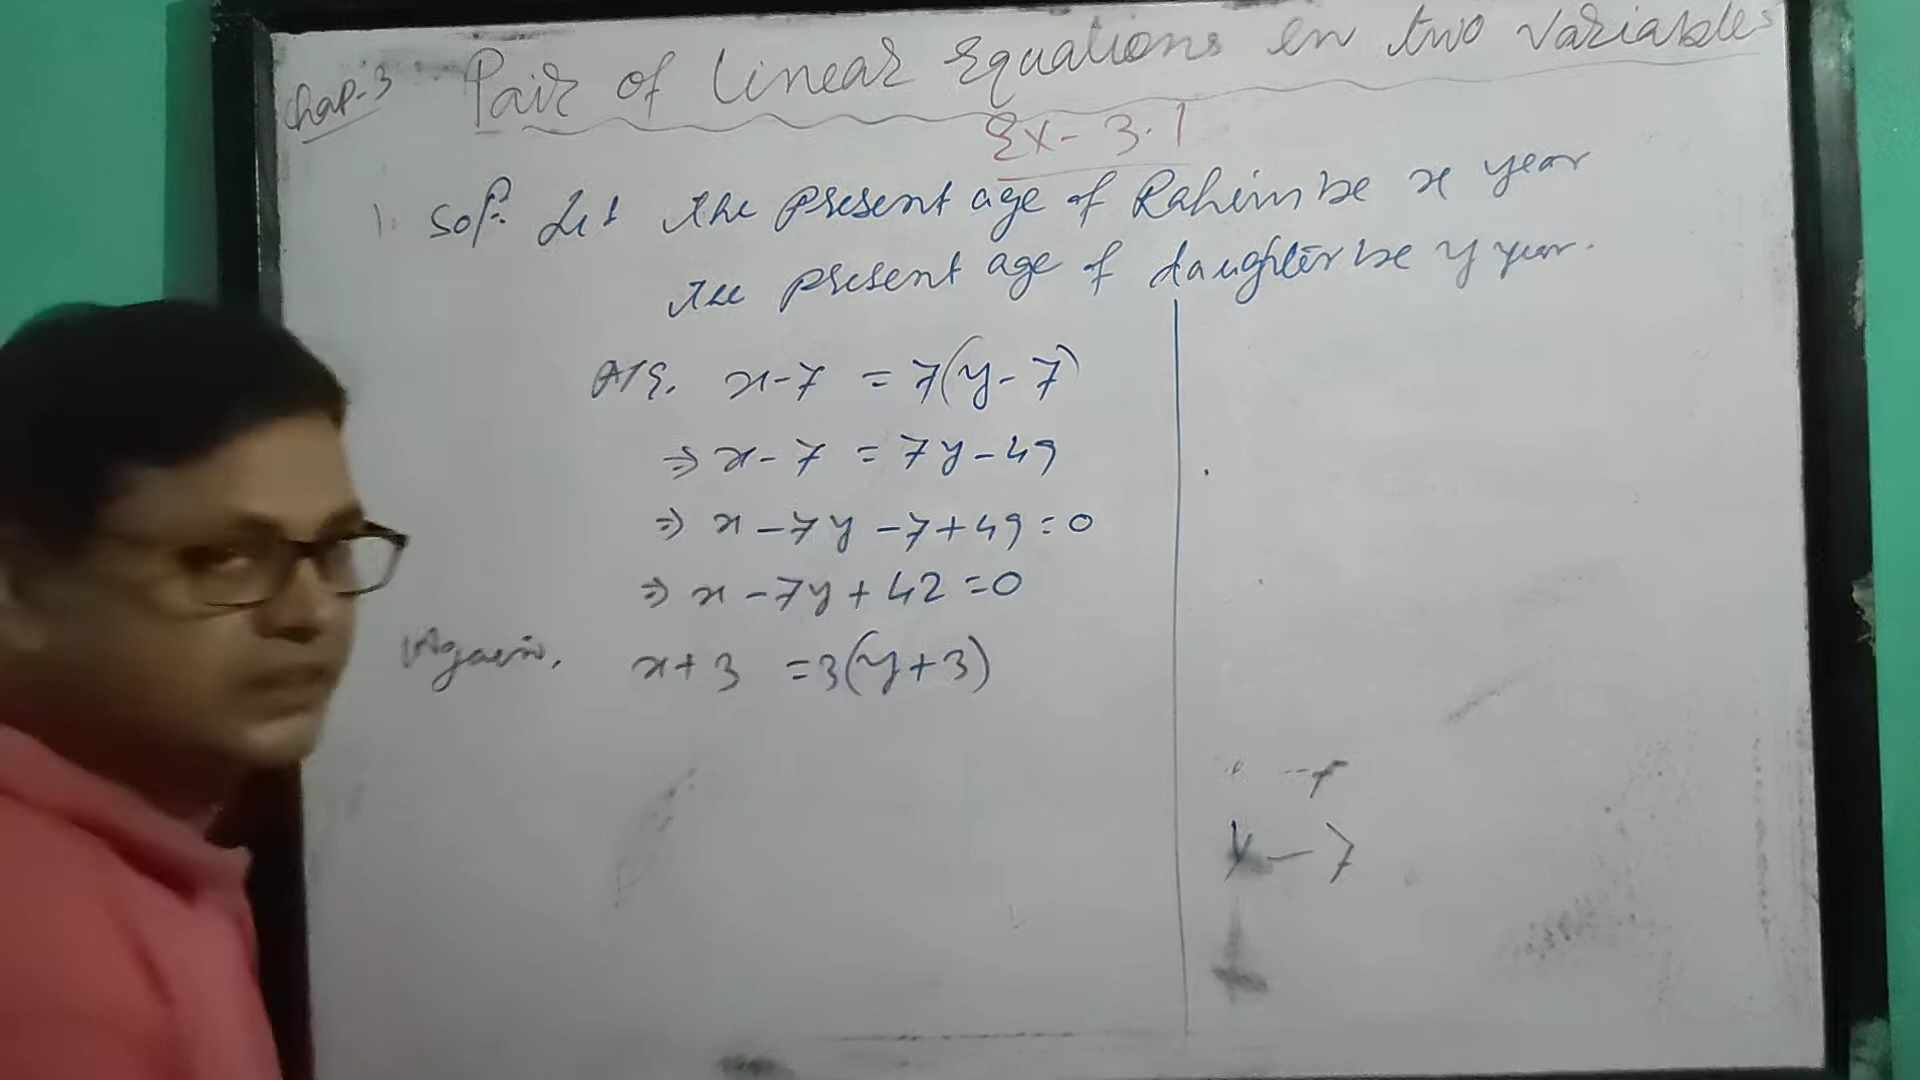 Chap-3 Pair of Linear Equations in two Variables
Ex-3.1
1. Soln. Let the present age of Rahim be x year
the present age of daughter be y year.
A/Q. x-7 = 7(y-7)
⇒ x-7 = 7y-49
⇒ x-7y-7+49=0
⇒ x-7y+42=0
Again, x+3 =3(y+3)